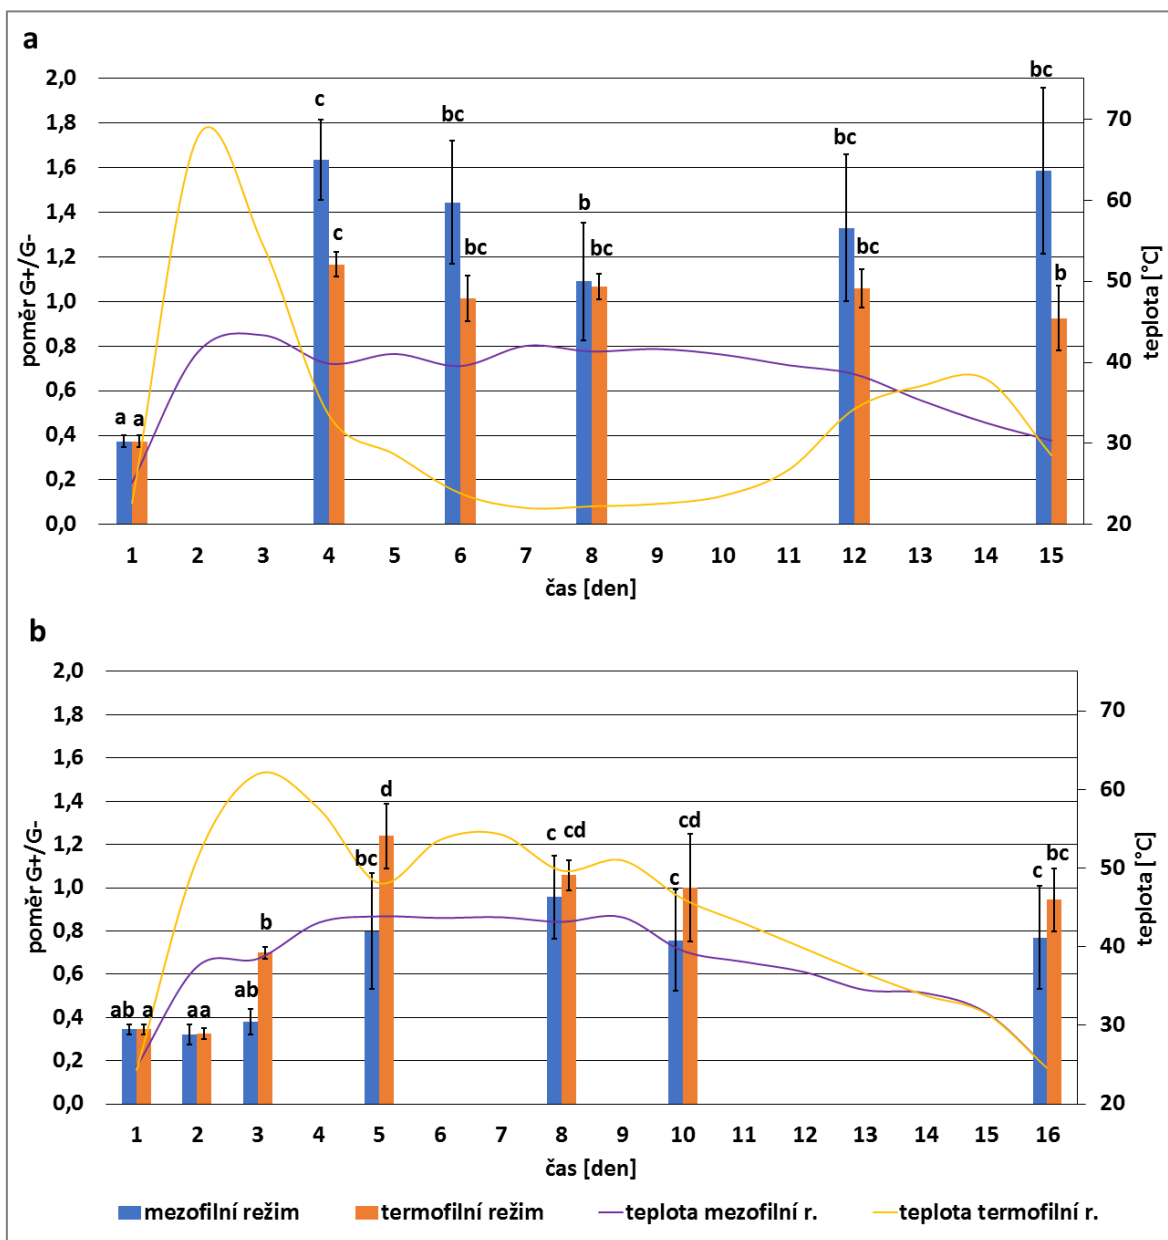 a
poměr G+/G-
2,0
1,8
1,6
1,4
1,2
1,0
0,8
0,6
0,4
0,2
0,0
a a
c
c
bc
bc
b
bc
bc
bc
bc
b
70
60
50
40
30
20
teplota [°C]
1 2 3 4 5 6 7 8 9 10 11 12 13 14 15
čas [den]
b
poměr G+/G-
2,0
1,8
1,6
1,4
1,2
1,0
0,8
0,6
0,4
0,2
0,0
ab a
aa
ab
b
bc
d
c
cd
c
cd
c
bc
70
60
50
40
30
20
teplota [°C]
1 2 3 4 5 6 7 8 9 10 11 12 13 14 15 16
čas [den]
mezofilní režim termofilní režim teplota mezofilní r. teplota termofilní r.